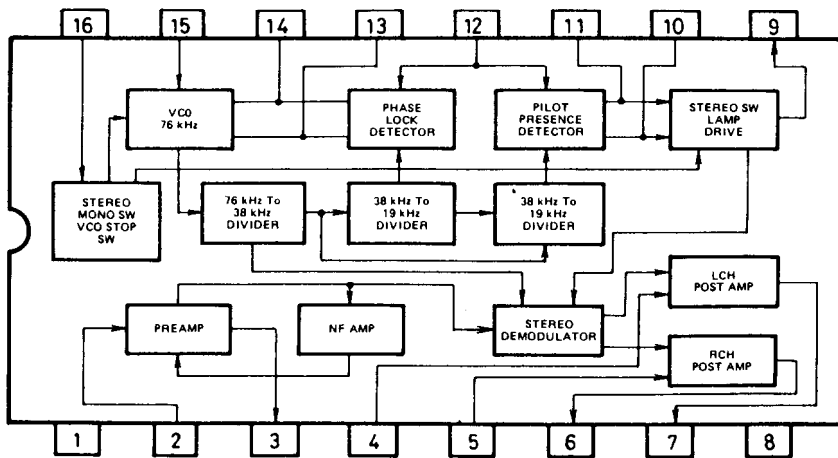 16 15 14 13 12 11 10 9
VCO
76 kHz
PHASE
LOCK
DETECTOR
PILOT
PRESENCE
DETECTOR
STEREO SW
LAMP
DRIVE
STEREO
MONO SW
VCO STOP
SW
76 kHz To
38 kHz
DIVIDER
38 kHz To
19 kHz
DIVIDER
38 kHz To
19 kHz
DIVIDER
PREAMP
NF AMP
STEREO
DEMODULATOR
LCH
POST AMP
RCH
POST AMP
1 2 3 4 5 6 7 8